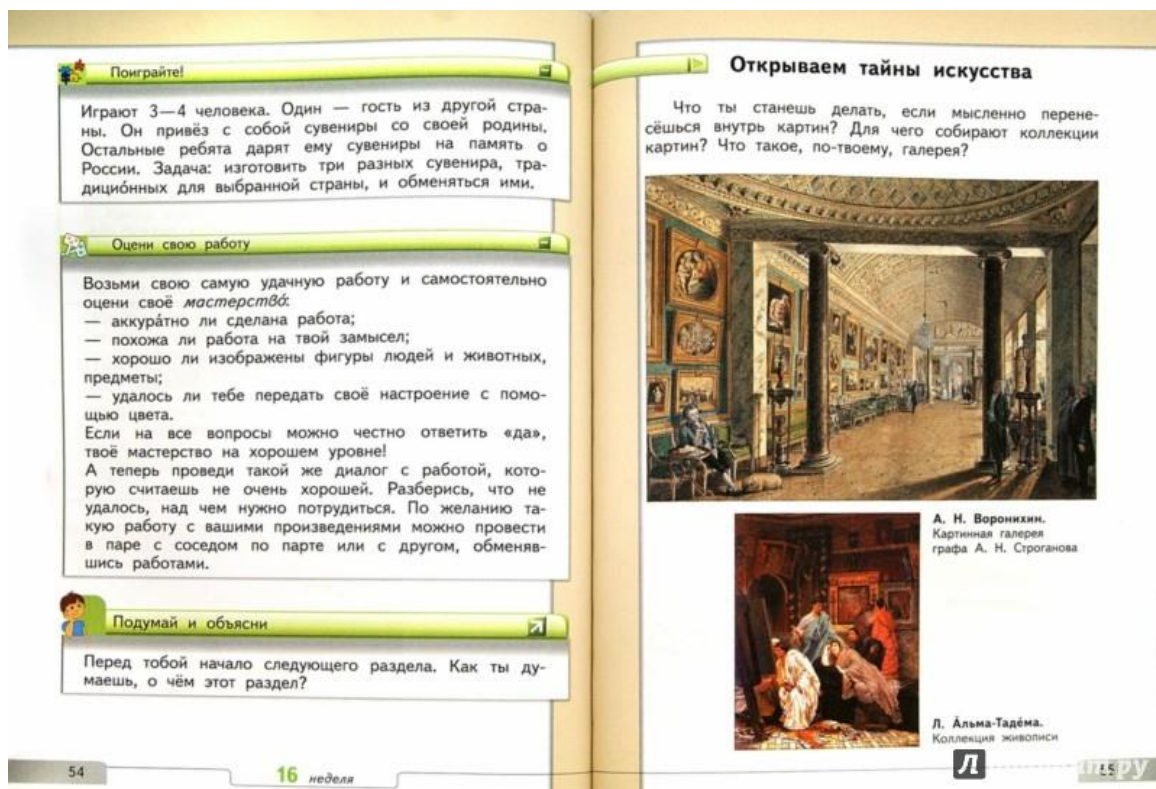 Поиграйте!
Играют 3—4 человека. Один — гость из другой стра-
ны. Он привёз с собой сувениры со своей родины.
Остальные ребята дарят ему сувениры на память о
России. Задача: изготовить три разных сувенира, тра-
дицио́нных для выбранной страны, и обменяться ими.
Оцени свою работу
Возьми свою самую удачную работу и самостоятельно
оцени своё мастерство́:
— аккура́тно ли сделана работа;
— похожа ли работа на твой замысел;
— хорошо ли изображены фигуры людей и животных,
предметы;
— удалось ли тебе передать своё настроение с помо-
щью цвета.
Если на все вопросы можно честно ответить «да»,
твоё мастерство на хорошем уровне!
А теперь проведи такой же диалог с работой, кото-
рую считаешь не очень хорошей. Разберись, что не
удалось, над чем нужно потрудиться. По желанию та-
кую работу с вашими произведениями можно провести
в паре с соседом по парте или с другом, обменяв-
шись работами.
Подумай и объясни
Перед тобой начало следующего раздела. Как ты ду-
маешь, о чём этот раздел?
54
16 неделя
Открываем тайны искусства
Что ты станешь делать, если мысленно перене-
сёшься внутрь картин? Для чего собирают коллекции
картин? Что такое, по-твоему, галерея?
А. Н. Воронихин.
Картинная галерея
графа А. Н. Строганова
Л. А́льма-Таде́ма.
Коллекция живописи
55